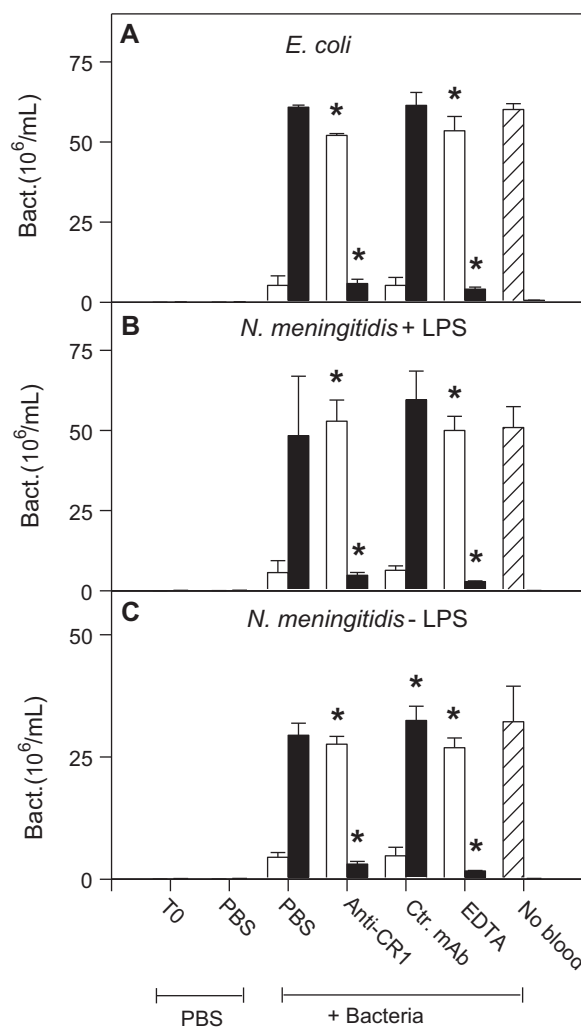 A
E. coli
75
50
25
0
Bact.(10⁶/mL)
*
*
*
*
B
N. meningitidis + LPS
75
50
25
0
Bact.(10⁶/mL)
*
*
*
*
C
N. meningitidis - LPS
50
25
0
Bact.(10⁶/mL)
*
*
*
*
*
T0
PBS
PBS
Anti-CR1
Ctr. mAb
EDTA
No blood
PBS
+ Bacteria